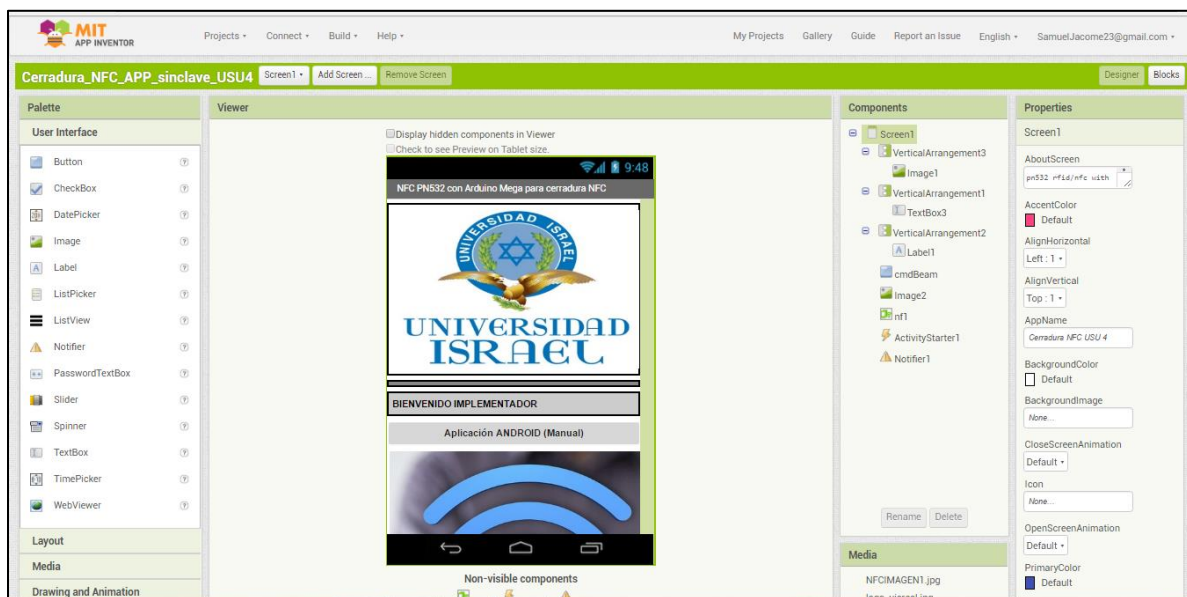 MIT
APP INVENTOR
Projects
Connect
Build
Help
My Projects
Gallery
Guide
Report an Issue
English
SamuelJacome23@gmail.com
Cerradura_NFC_APP_sinclave_USU4
Screen1
Add Screen ...
Remove Screen
Designer
Blocks
Palette
User Interface
Button
CheckBox
DatePicker
Image
Label
ListPicker
ListView
Notifier
PasswordTextBox
Slider
Spinner
TextBox
TimePicker
WebViewer
Layout
Media
Drawing and Animation
Viewer
Display hidden components in Viewer
Check to see Preview on Tablet size.
9:48
NFC PN532 con Arduino Mega para cerradura NFC
UNIVERSIDAD ISRAEL
UNIVERSIDAD
ISRAEL
BIENVENIDO IMPLEMENTADOR
Aplicación ANDROID (Manual)
Non-visible components
Components
Screen1
VerticalArrangement3
Image1
VerticalArrangement1
TextBox3
VerticalArrangement2
Label1
cmdBeam
Image2
nf1
ActivityStarter1
Notifier1
Rename
Delete
Media
NFCIMAGEN1.jpg
Properties
Screen1
AboutScreen
pn532 rfid/nfc with
AccentColor
Default
AlignHorizontal
Left : 1
AlignVertical
Top : 1
AppName
Cerradura NFC USU 4
BackgroundColor
Default
BackgroundImage
None...
CloseScreenAnimation
Default
Icon
None...
OpenScreenAnimation
Default
PrimaryColor
Default